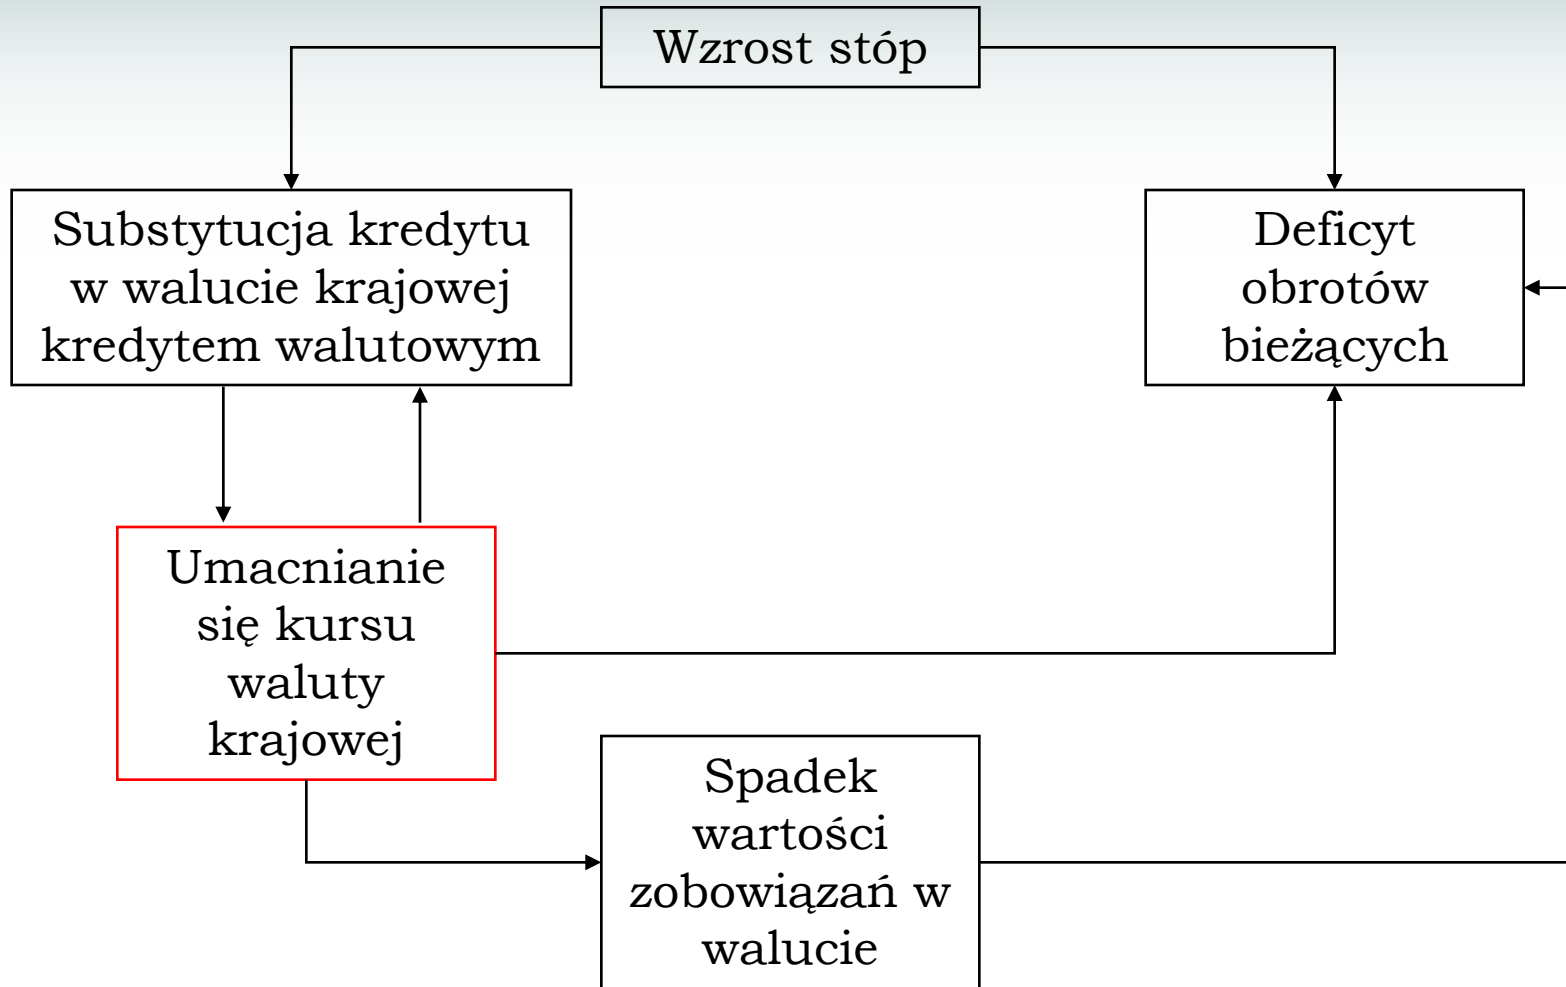 Wzrost stóp
Substytucja kredytu
w walucie krajowej
kredytem walutowym
Deficyt
obrotów
bieżących
Umacnianie
się kursu
waluty
krajowej
Spadek
wartości
zobowiązań w
walucie